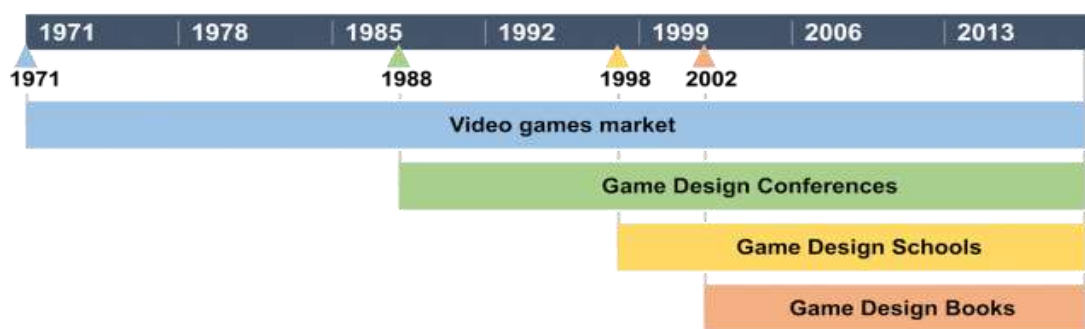 1971 1978 1985 1992 1999 2006 2013
1971 1988 1998 2002
Video games market
Game Design Conferences
Game Design Schools
Game Design Books